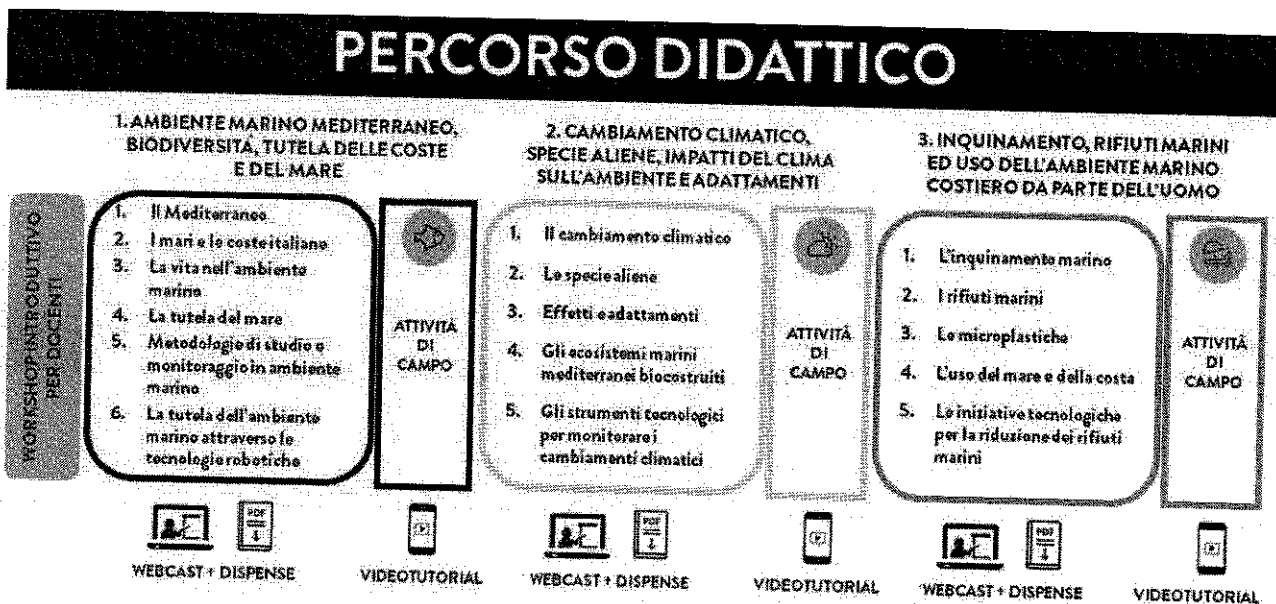 PERCORSO DIDATTICO
WORKSHOP INTRODUTTIVO
PER DOCENTI
1. AMBIENTE MARINO MEDITERRANEO,
BIODIVERSITÁ, TUTELA DELLE COSTE
E DEL MARE
1. Il Mediterraneo
2. I mari e le coste italiane
3. La vita nell'ambiente
marino
4. La tutela del mare
5. Metodologie di studio e
monitoraggio in ambiente
marino
6. La tutela dell'ambiente
marino attraverso le
tecnologie robotiche
ATTIVITÁ
DI
CAMPO
PDF
WEBCAST + DISPENSE
VIDEOTUTORIAL
2. CAMBIAMENTO CLIMATICO,
SPECIE ALIENE, IMPATTI DEL CLIMA
SULL'AMBIENTE E ADATTAMENTI
1. Il cambiamento climatico
2. Le specie aliene
3. Effetti e adattamenti
4. Gli ecosistemi marini
mediterranei biocostruiti
5. Gli strumenti tecnologici
per monitorare i
cambiamenti climatici
ATTIVITÁ
DI
CAMPO
PDF
WEBCAST + DISPENSE
VIDEOTUTORIAL
3. INQUINAMENTO, RIFIUTI MARINI
ED USO DELL'AMBIENTE MARINO
COSTIERO DA PARTE DELL'UOMO
1. L'inquinamento marino
2. I rifiuti marini
3. Le microplastiche
4. L'uso del mare e della costa
5. Le initiative tecnologiche
per la riduzione dei rifiuti
marini
ATTIVITÁ
DI
CAMPO
PDF
WEBCAST + DISPENSE
VIDEOTUTORIAL